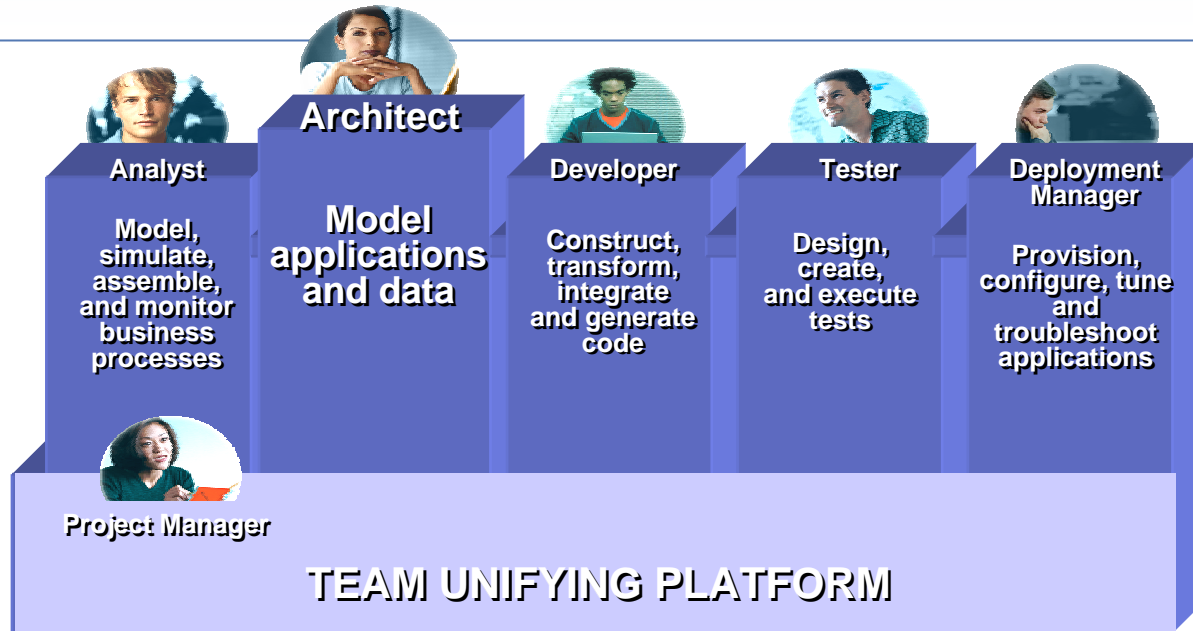 Analyst
Model,
simulate,
assemble,
and monitor
business
processes
Architect
Model
applications
and data
Developer
Construct,
transform,
integrate
and generate
code
Tester
Design,
create,
and execute
tests
Deployment
Manager
Provision,
configure, tune
and
troubleshoot
applications
Project Manager
TEAM UNIFYING PLATFORM